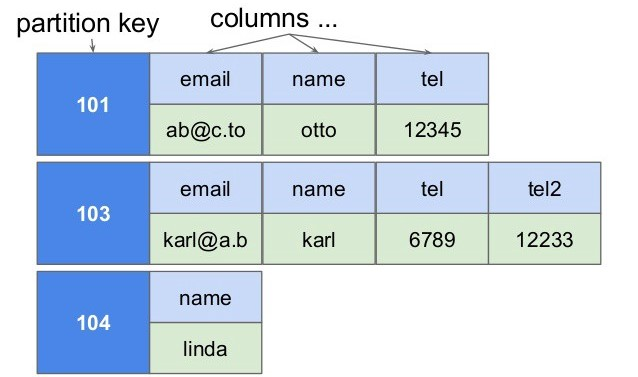 partition key
columns ...
101
email name tel
ab@c.to otto 12345
103
email name tel tel2
karl@a.b karl 6789 12233
104
name
linda